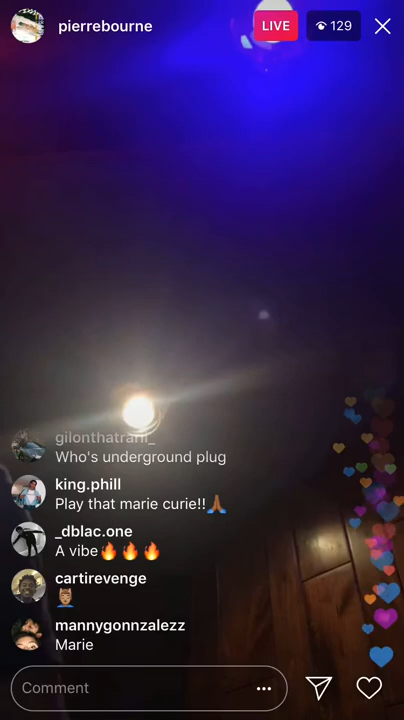 pierrebourne
LIVE
129
gilonthatrahl_
Who's underground plug
king.phill
Play that marie curie!!🙏🏾
_dblac.one
A vibe🔥🔥🔥
cartirevenge
mannygonnzalezz
Marie
Comment